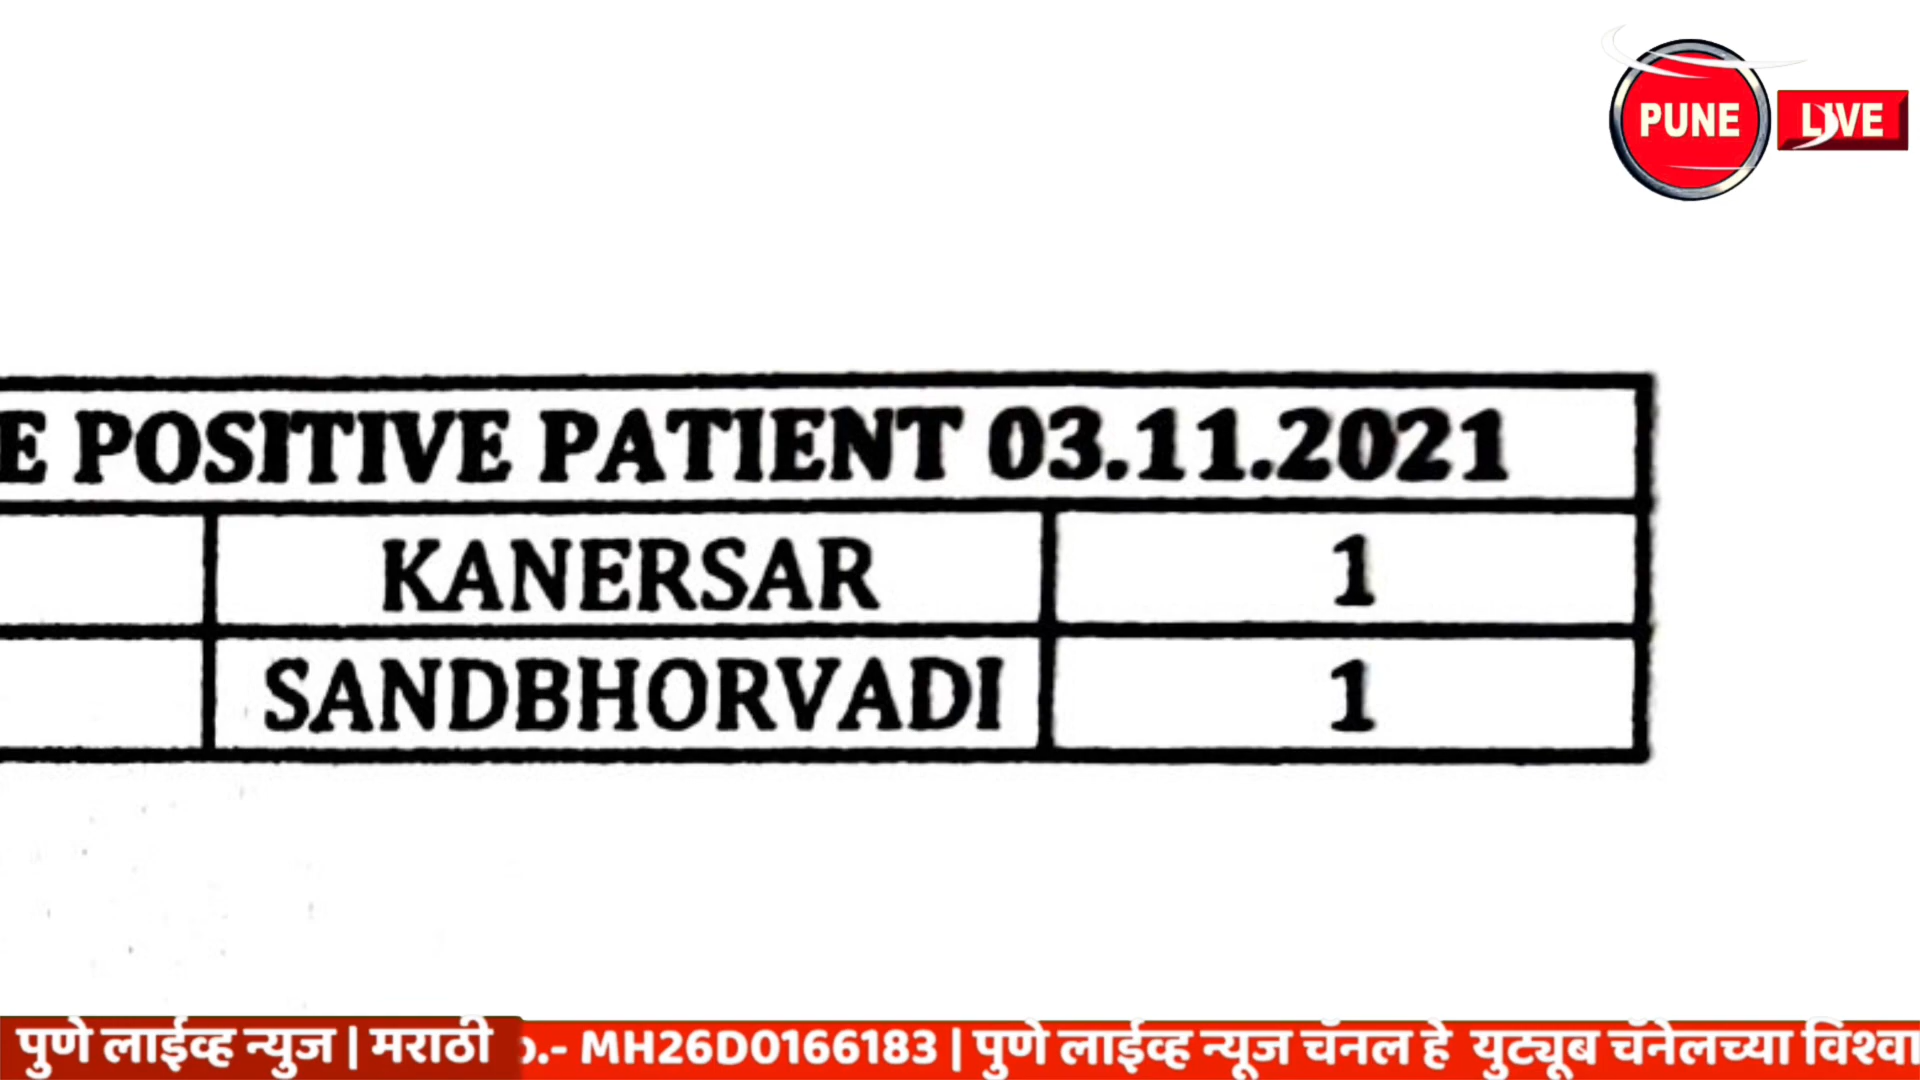 PUNE LIVE
E POSITIVE PATIENT 03.11.2021
KANERSAR 1
SANDBHORVADI 1
पुणे लाईव्ह न्युज | मराठी .- MH26D0166183 | पुणे लाईव्ह न्यूज चॅनल हे युट्यूब चॅनेलच्या विश्वा